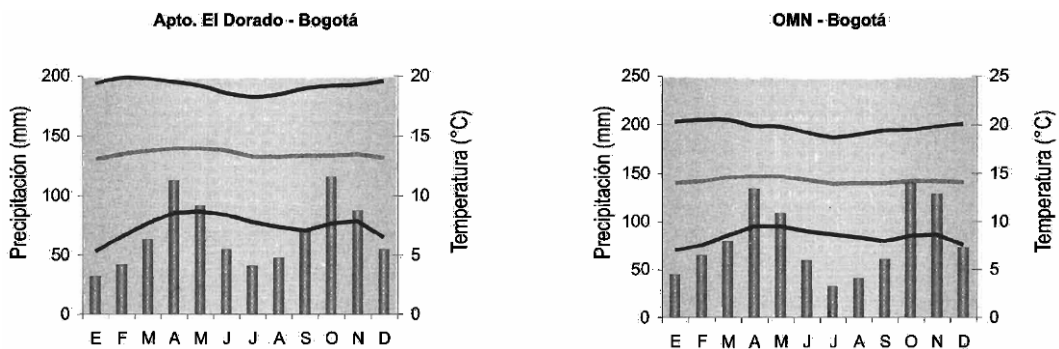 Apto. El Dorado - Bogotá
Precipitación (mm)
200
150
100
50
0
20
15
10
5
0
Temperatura (°C)
E F M A M J J A S O N D
OMN - Bogotá
Precipitación (mm)
250
200
150
100
50
0
25
20
15
10
5
0
Temperatura (°C)
E F M A M J J A S O N D